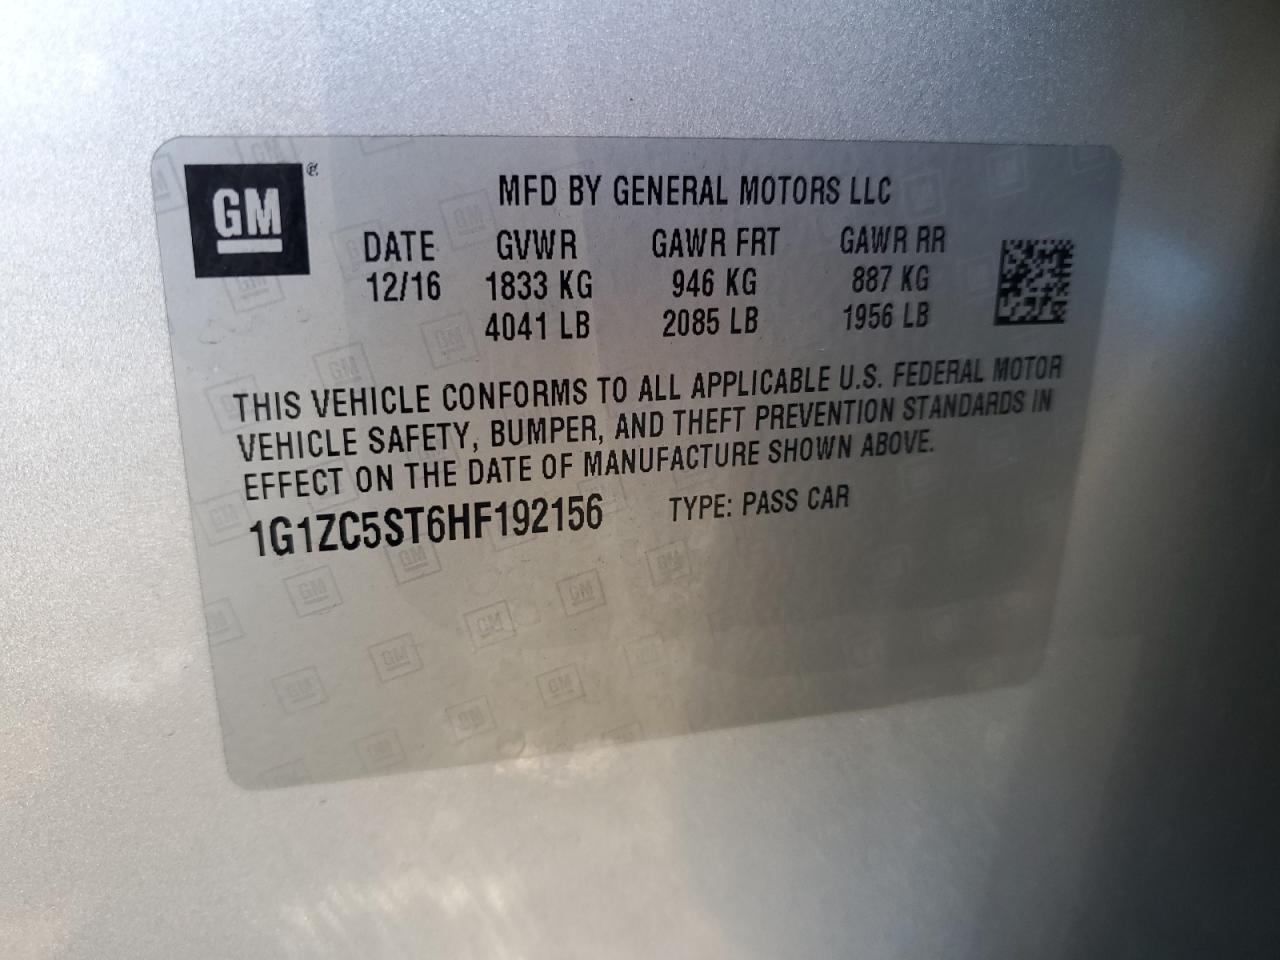 GM
MFD BY GENERAL MOTORS LLC
DATE GVWR GAWR FRT GAWR RR
12/16 1833 KG 946 KG 887 KG
4041 LB 2085 LB 1956 LB
THIS VEHICLE CONFORMS TO ALL APPLICABLE U.S. FEDERAL MOTOR
VEHICLE SAFETY, BUMPER, AND THEFT PREVENTION STANDARDS IN
EFFECT ON THE DATE OF MANUFACTURE SHOWN ABOVE.
1G1ZC5ST6HF192156 TYPE: PASS CAR